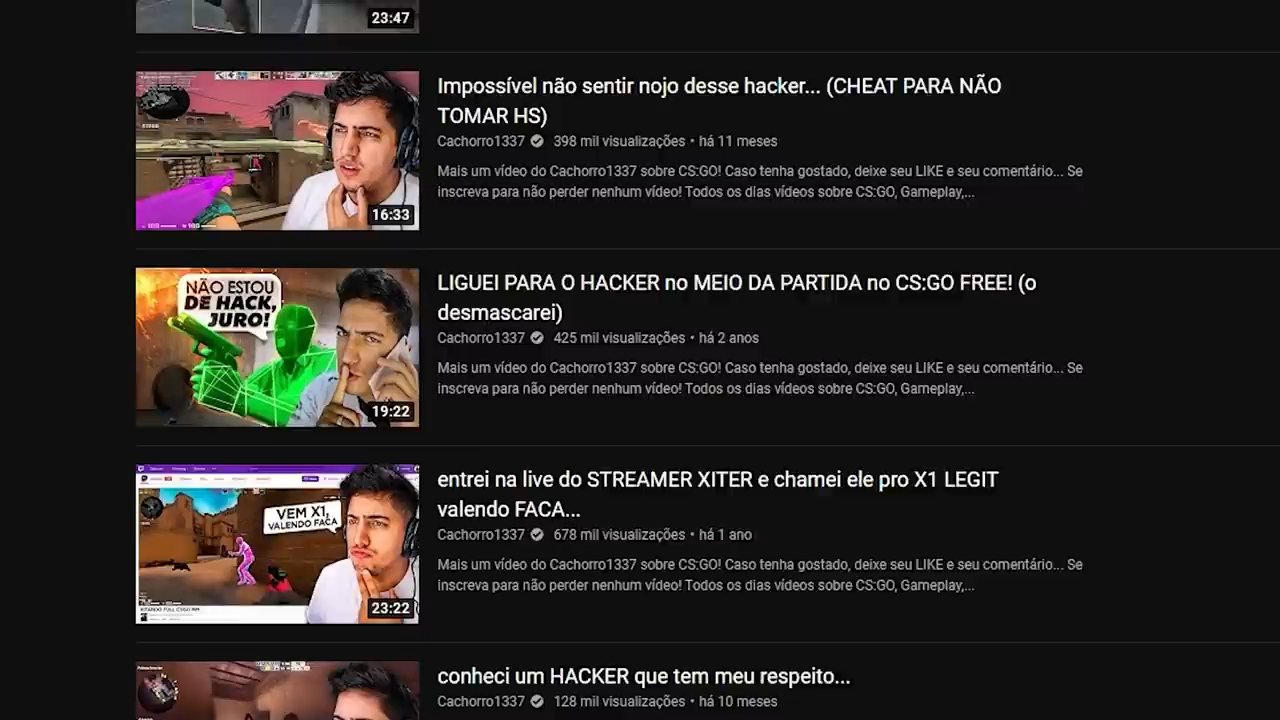 23:47
Impossível não sentir nojo desse hacker... (CHEAT PARA NÃO
TOMAR HS)
Cachorro1337 398 mil visualizações • há 11 meses
Mais um vídeo do Cachorro1337 sobre CS:GO! Caso tenha gostado, deixe seu LIKE e seu comentário... Se
inscreva para não perder nenhum vídeo! Todos os dias vídeos sobre CS:GO, Gameplay,...
16:33
NÃO ESTOU
DE HACK,
JURO!
19:22
LIGUEI PARA O HACKER no MEIO DA PARTIDA no CS:GO FREE! (o
desmascarei)
Cachorro1337 425 mil visualizações • há 2 anos
Mais um vídeo do Cachorro1337 sobre CS:GO! Caso tenha gostado, deixe seu LIKE e seu comentário... Se
inscreva para não perder nenhum vídeo! Todos os dias vídeos sobre CS:GO, Gameplay,...
VEM X1,
VALENDO FACA
23:22
entrei na live do STREAMER XITER e chamei ele pro X1 LEGIT
valendo FACA...
Cachorro1337 678 mil visualizações • há 1 ano
Mais um vídeo do Cachorro1337 sobre CS:GO! Caso tenha gostado, deixe seu LIKE e seu comentário... Se
inscreva para não perder nenhum vídeo! Todos os dias vídeos sobre CS:GO, Gameplay,...
conheci um HACKER que tem meu respeito...
Cachorro1337 128 mil visualizações • há 10 meses